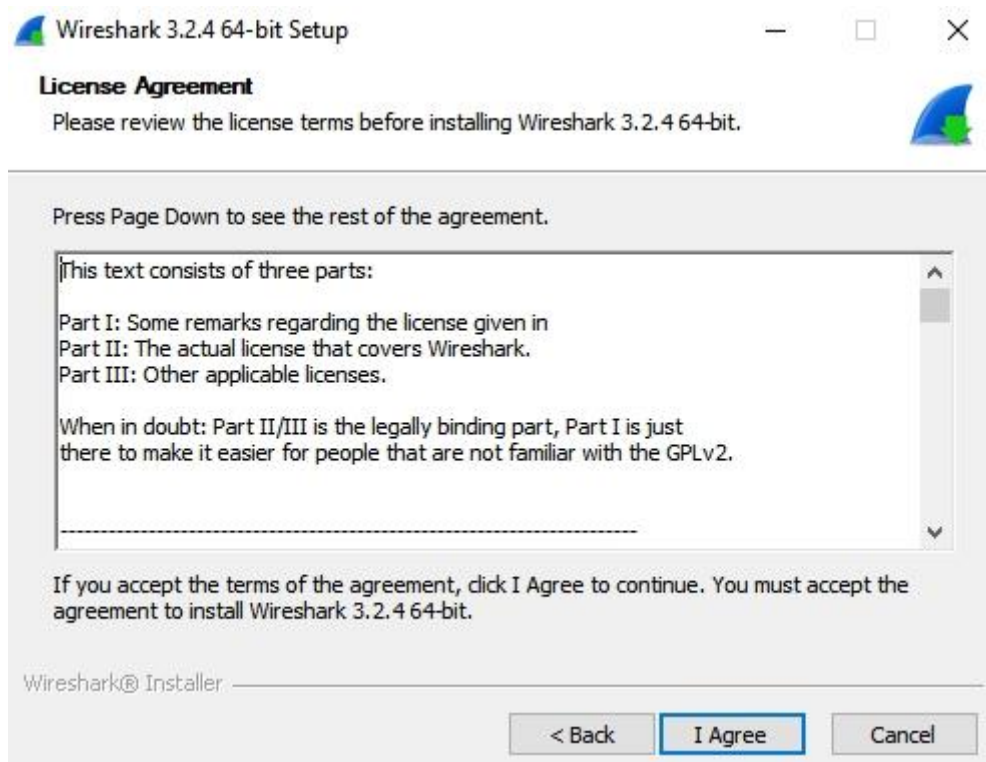 Wireshark 3.2.4 64-bit Setup
License Agreement
Please review the license terms before installing Wireshark 3.2.4 64-bit.
Press Page Down to see the rest of the agreement.
This text consists of three parts:
Part I: Some remarks regarding the license given in
Part II: The actual license that covers Wireshark.
Part III: Other applicable licenses.
When in doubt: Part II/III is the legally binding part, Part I is just
there to make it easier for people that are not familiar with the GPLv2.
-------------------------------------------------------------------------
If you accept the terms of the agreement, click I Agree to continue. You must accept the
agreement to install Wireshark 3.2.4 64-bit.
Wireshark® Installer
< Back I Agree Cancel